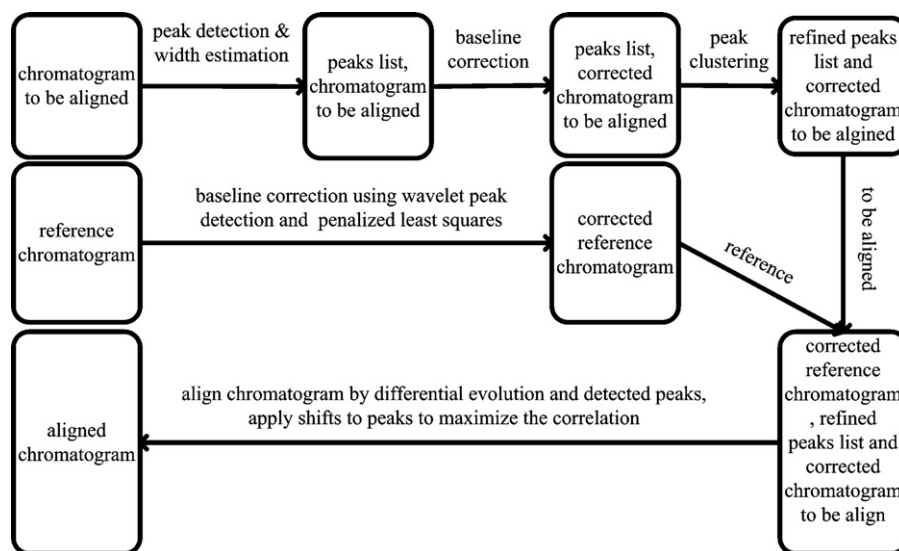 chromatogram
to be aligned
peak detection &
width estimation
peaks list,
chromatogram
to be aligned
baseline
correction
peaks list,
corrected
chromatogram
to be aligned
peak
clustering
refined peaks
list and
corrected
chromatogram
to be algined
reference
chromatogram
baseline correction using wavelet peak
detection and penalized least squares
corrected
reference
chromatogram
reference
to be aligned
corrected
reference
chromatogram
, refined
peaks list and
corrected
chromatogram
to be align
align chromatogram by differential evolution and detected peaks,
apply shifts to peaks to maximize the correlation
aligned
chromatogram